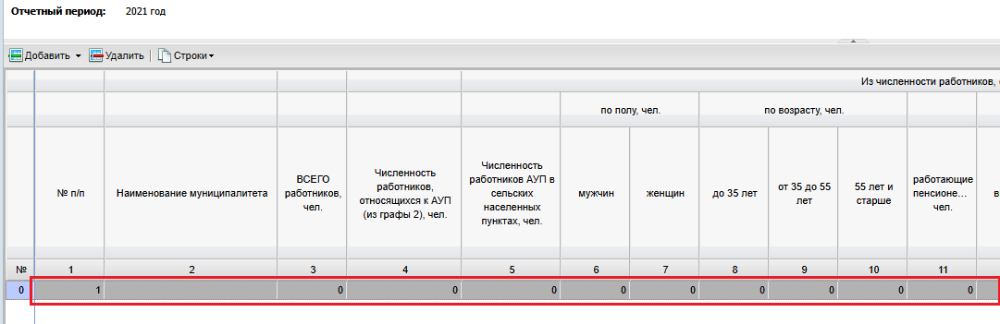 Отчетный период: 2021 год
Добавить Удалить Строки
Из численности работников,
по полу, чел. по возрасту, чел.
№ п/п
Наименование муниципалитета
ВСЕГО
работников,
чел.
Численность
работников,
относящихся к АУП
(из графы 2), чел.
Численность
работников АУП в
сельских
населенных
пунктах, чел.
мужчин
женщин
до 35 лет
от 35 до 55
лет
55 лет и
старше
работающие
пенсионе...
чел.
№ 1 2 3 4 5 6 7 8 9 10 11
0 1 0 0 0 0 0 0 0 0 0